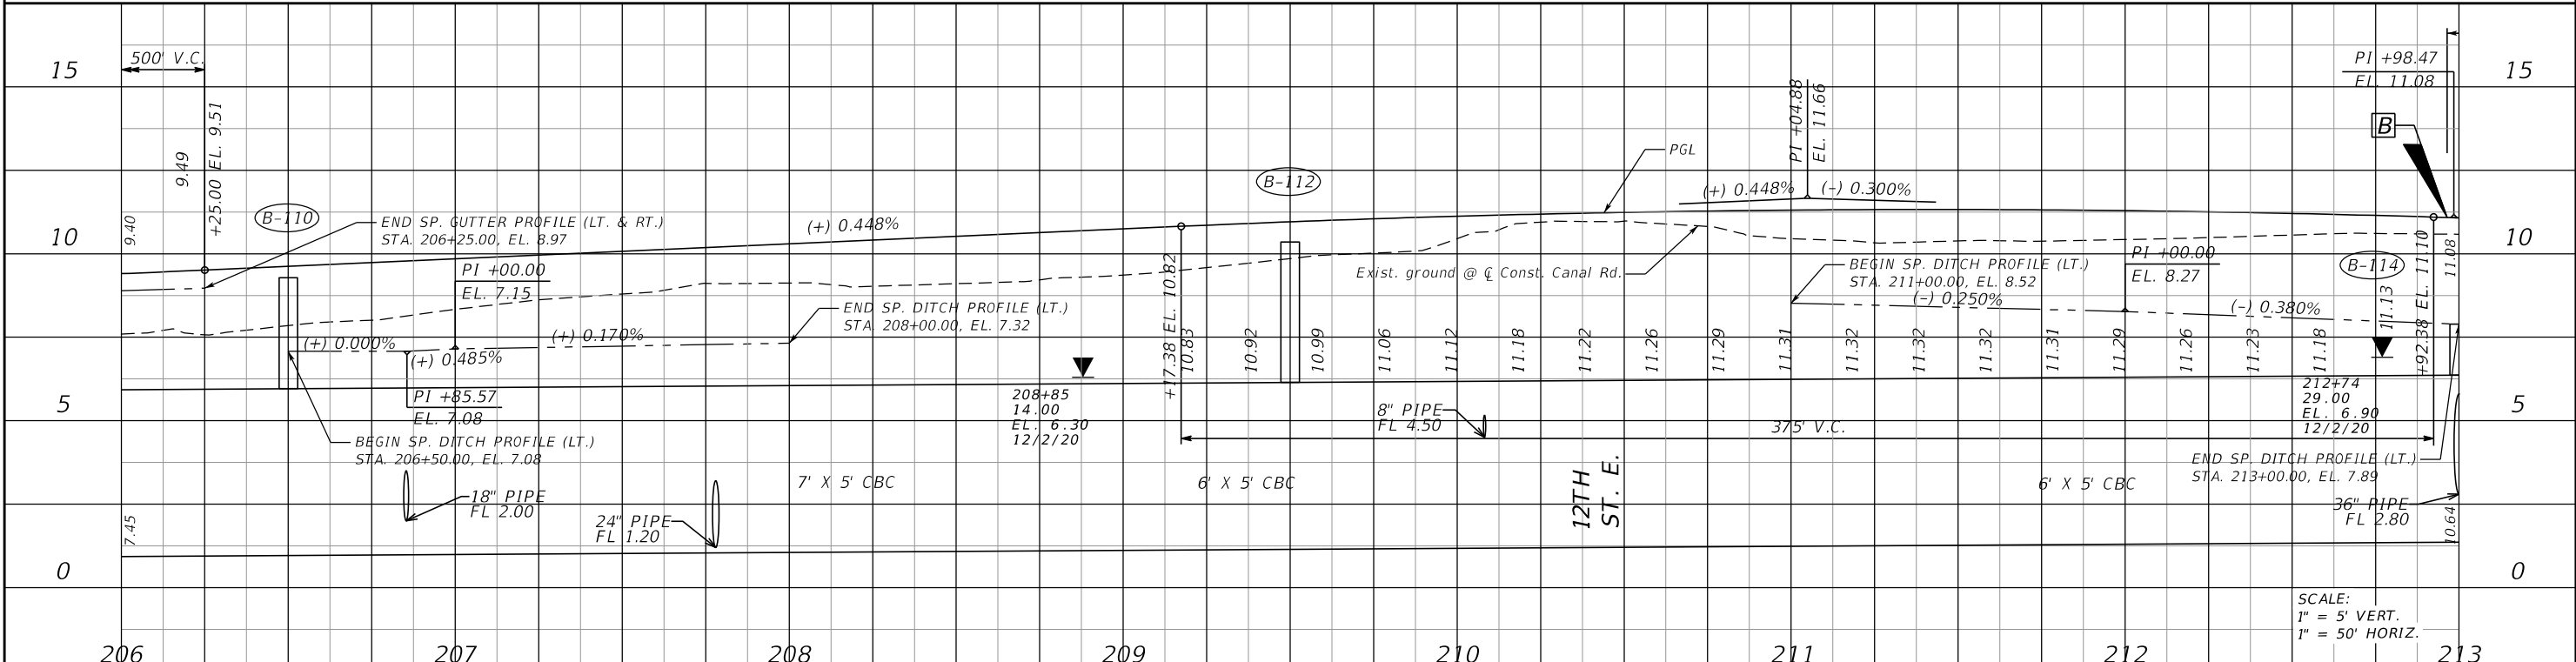 15
10
5
0
500' V.C.
9.49
+25.00 EL. 9.51
9.40
7.45
B-110
END SP. GUTTER PROFILE (LT. & RT.)
STA. 206+25.00, EL. 8.97
PI +00.00
EL. 7.15
(+) 0.000%
(+) 0.485%
(+) 0.170%
PI +85.57
EL. 7.08
BEGIN SP. DITCH PROFILE (LT.)
STA. 206+50.00, EL. 7.08
18" PIPE
FL 2.00
24" PIPE
FL 1.20
(+) 0.448%
END SP. DITCH PROFILE (LT.)
STA. 208+00.00, EL. 7.32
7' X 5' CBC
208+85
14.00
EL. 6.30
12/2/20
+17.38 EL. 10.82
B-112
6' X 5' CBC
10.83
10.92
10.99
11.06
11.12
11.18
11.22
11.26
11.29
11.31
11.32
11.32
11.32
11.31
11.29
11.26
11.23
11.18
11.13
Exist. ground @ ℄ Const. Canal Rd.
PGL
8" PIPE
FL 4.50
375' V.C.
12TH
ST. E.
(+) 0.448%
(-) 0.300%
PI +04.88
EL. 11.66
BEGIN SP. DITCH PROFILE (LT.)
STA. 211+00.00, EL. 8.52
(-) 0.250%
PI +00.00
EL. 8.27
(-) 0.380%
6' X 5' CBC
PI +98.47
EL. 11.08
B
B-114
+92.38 EL. 11.10
11.08
212+74
29.00
EL. 6.90
12/2/20
END SP. DITCH PROFILE (LT.)
STA. 213+00.00, EL. 7.89
36" PIPE
FL 2.80
10.64
15
10
5
0
SCALE:
1" = 5' VERT.
1" = 50' HORIZ.
206
207
208
209
210
211
212
213